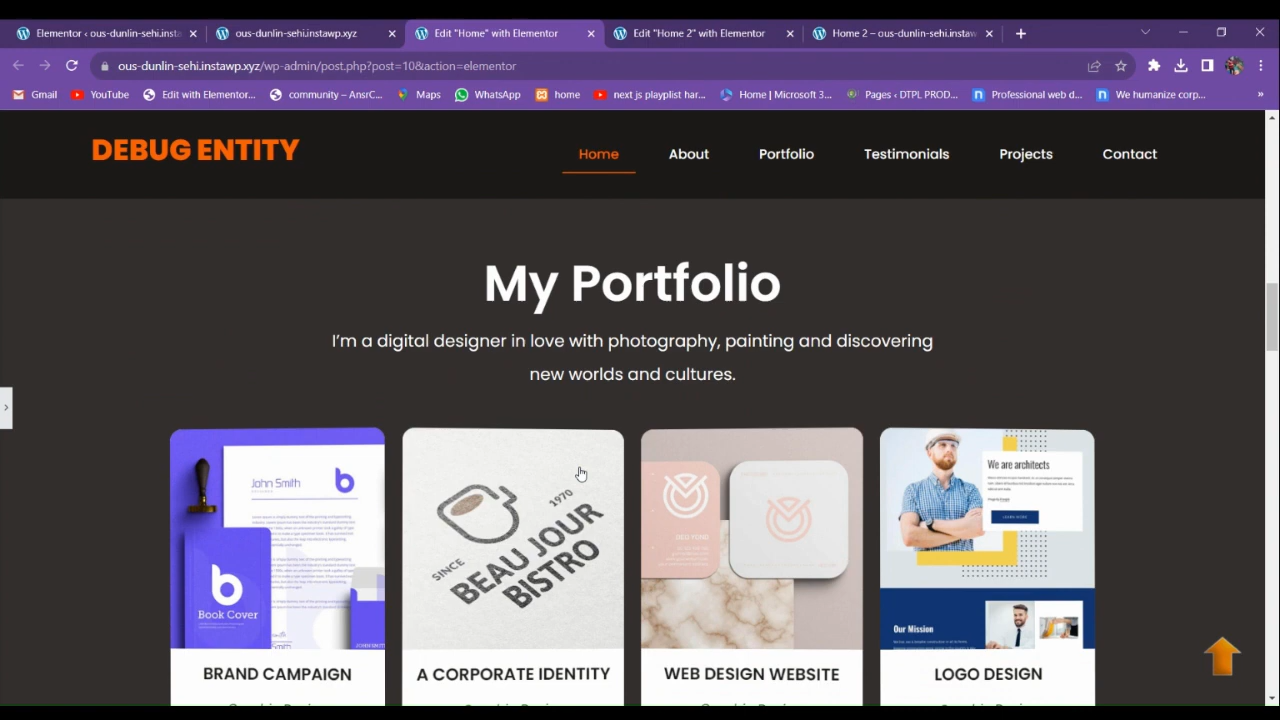 Elementor ‹ ous-dunlin-sehi.insta
ous-dunlin-sehi.instawp.xyz
Edit "Home" with Elementor
Edit "Home 2" with Elementor
Home 2 – ous-dunlin-sehi.instaw
ous-dunlin-sehi.instawp.xyz/wp-admin/post.php?post=10&action=elementor
Gmail
YouTube
Edit with Elementor...
community – AnsrC...
Maps
WhatsApp
home
next js playplist har...
Home | Microsoft 3...
Pages ‹ DTPL PROD...
Professional web d...
We humanize corp...
DEBUG ENTITY
Home
About
Portfolio
Testimonials
Projects
Contact
My Portfolio
I'm a digital designer in love with photography, painting and discovering
new worlds and cultures.
John Smith
Book Cover
SINCE 1970
BEAU JOUR
BISTRO
We are architects
Our Mission
BRAND CAMPAIGN
A CORPORATE IDENTITY
WEB DESIGN WEBSITE
LOGO DESIGN